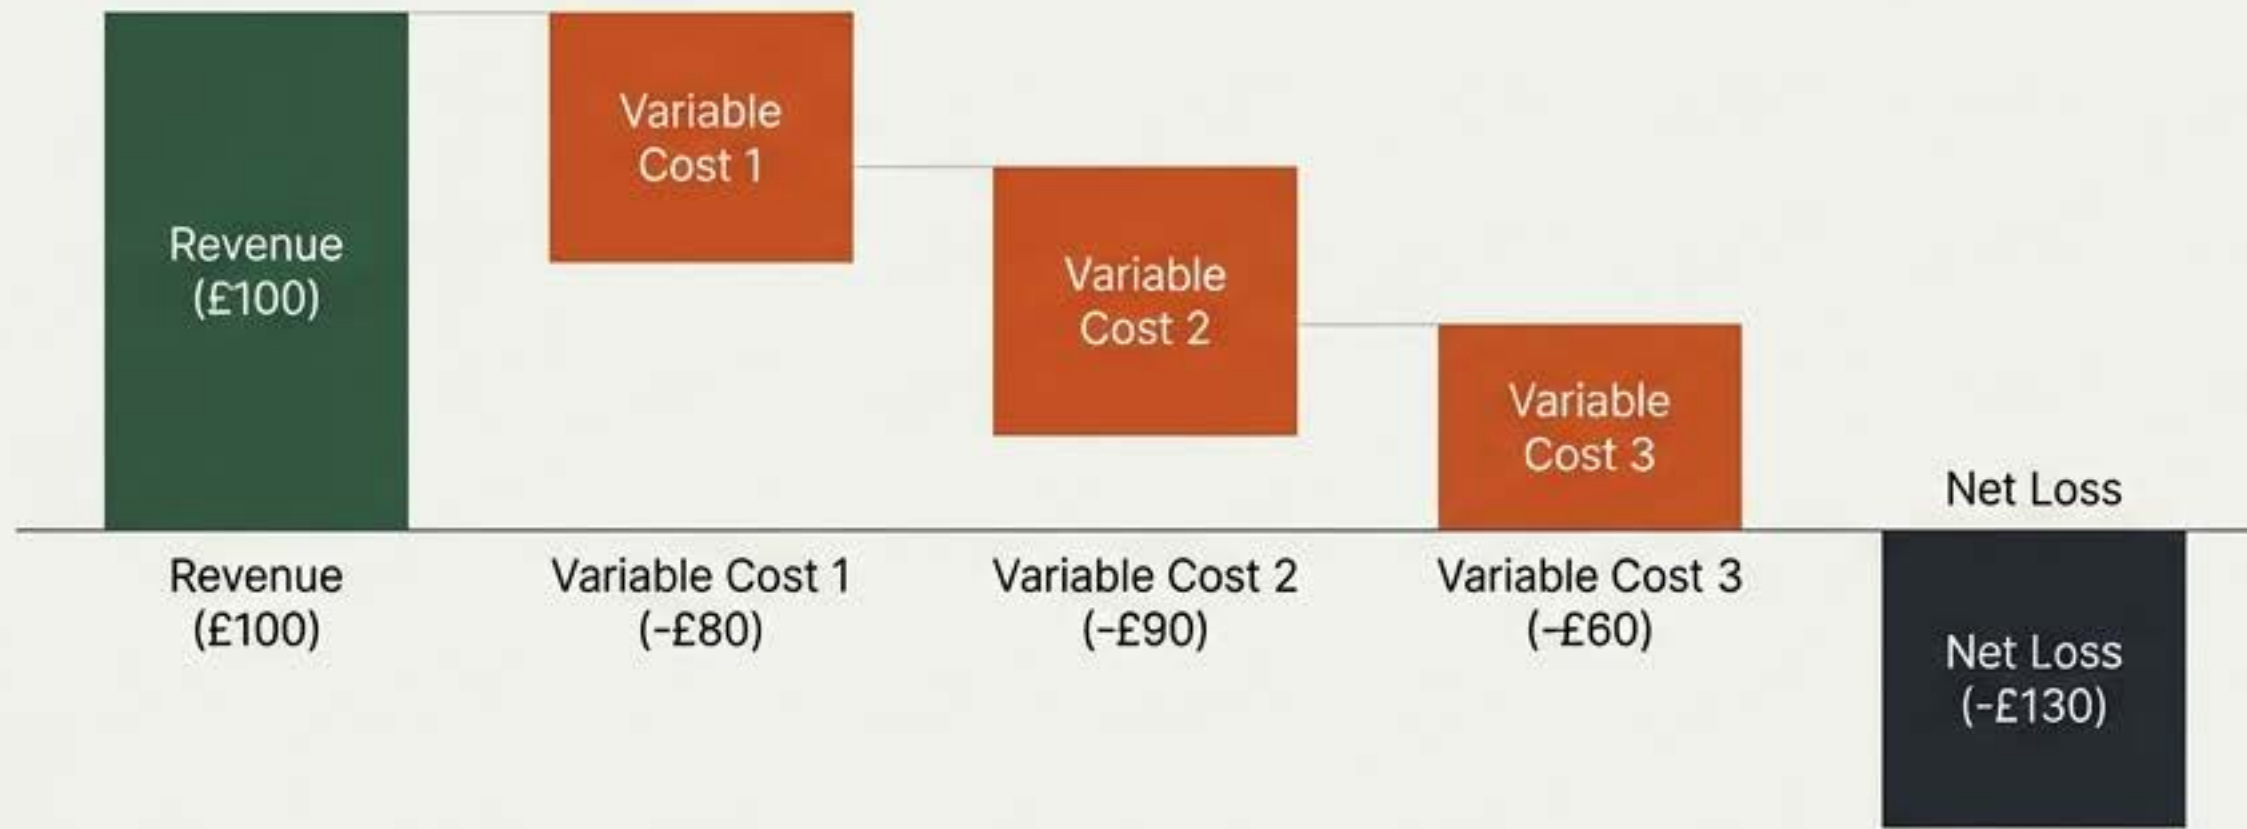 Revenue
(£100)
Variable
Cost 1
Variable
Cost 2
Variable
Cost 3
Net Loss
Net Loss
(-£130)
Revenue
(£100)
Variable Cost 1
(-£80)
Variable Cost 2
(-£90)
Variable Cost 3
(-£60)